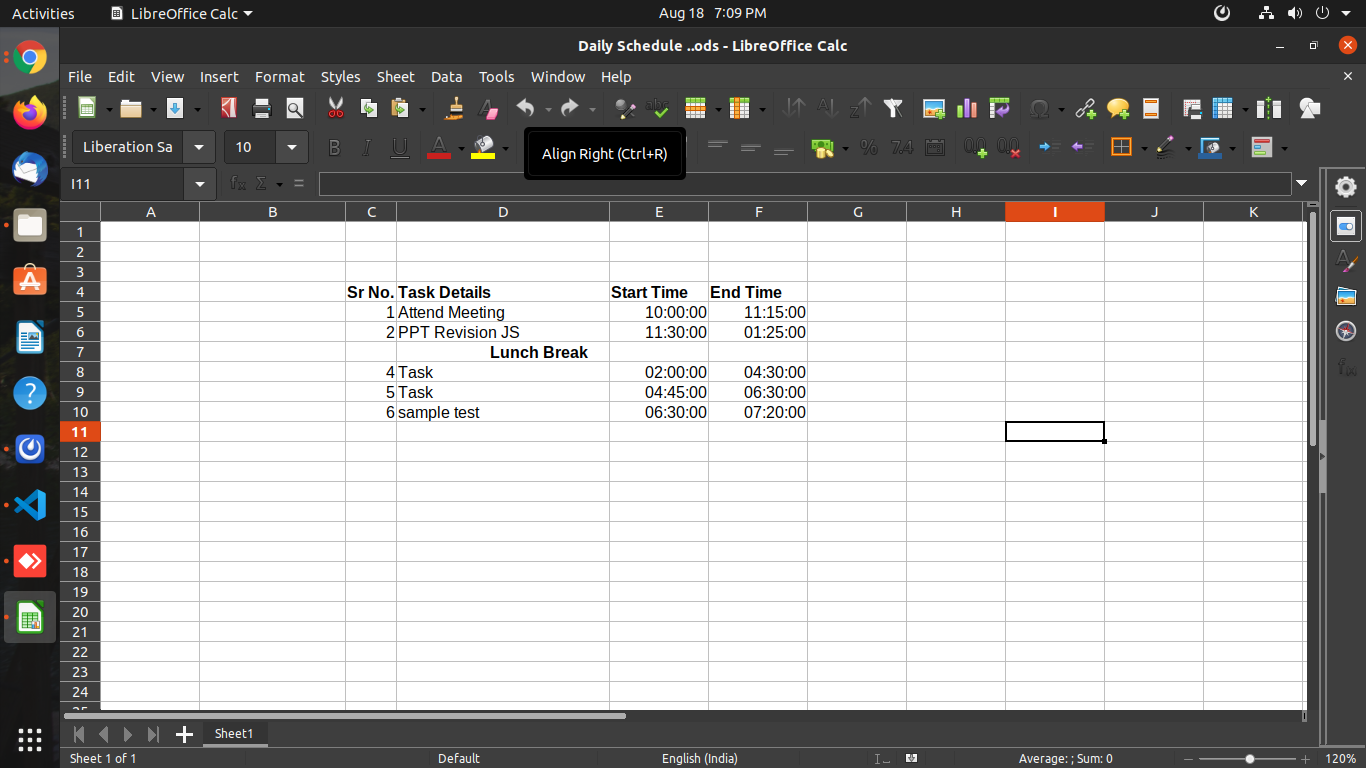 Activities LibreOffice Calc Aug 18 7:09 PM
Daily Schedule ..ods - LibreOffice Calc
File Edit View Insert Format Styles Sheet Data Tools Window Help
Liberation Sa 10 Align Right (Ctrl+R)
I11
A B C D E F G H I J K
1
2
3
4 Sr No. Task Details Start Time End Time
5 1 Attend Meeting 10:00:00 11:15:00
6 2 PPT Revision JS 11:30:00 01:25:00
7 Lunch Break
8 4 Task 02:00:00 04:30:00
9 5 Task 04:45:00 06:30:00
10 6 sample test 06:30:00 07:20:00
11
12
13
14
15
16
17
18
19
20
21
22
23
24
25
Sheet1
Sheet 1 of 1 Default English (India) Average: ; Sum: 0 120%